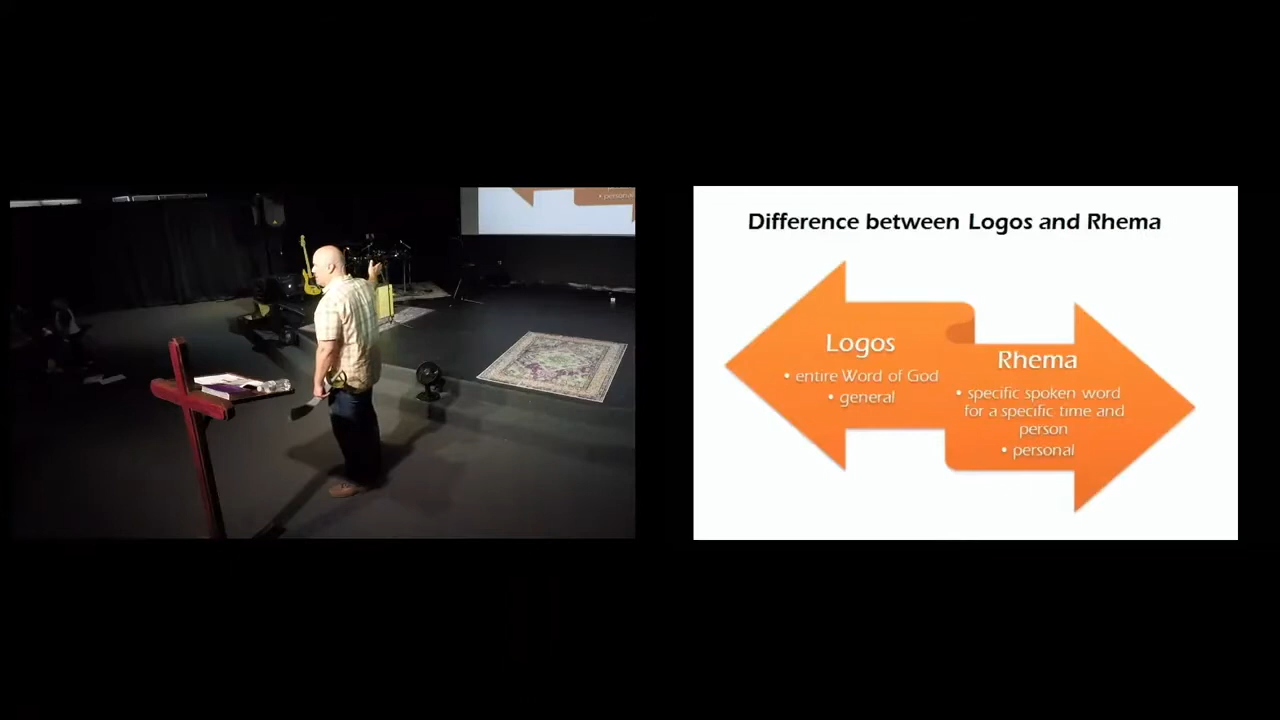 Difference between Logos and Rhema
Logos
• entire Word of God
• general
Rhema
• specific spoken word
for a specific time and
person
• personal
• personal